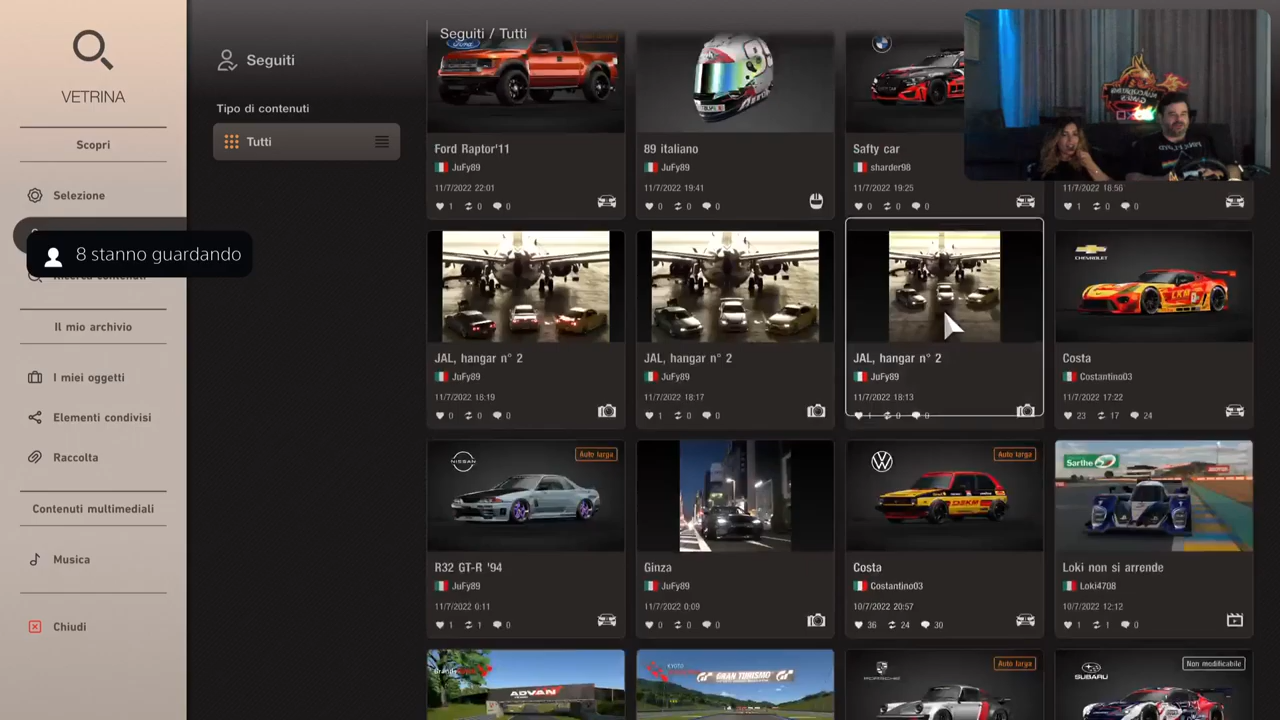 VETRINA
Scopri
Selezione
8 stanno guardando
Il mio archivio
I miei oggetti
Elementi condivisi
Raccolta
Contenuti multimediali
Musica
Chiudi
Seguiti
Tipo di contenuti
Tutti
Seguiti / Tutti
Ford
Ford Raptor'11
JuFy89
11/7/2022 22:01
1 0 0
89 italiano
JuFy89
11/7/2022 19:41
0 0 0
Safty car
sharder98
11/7/2022 19:25
0 0 0
11/7/2022 18:56
1 0 0
JAL, hangar n° 2
JuFy89
11/7/2022 18:19
0 0 0
JAL, hangar n° 2
JuFy89
11/7/2022 18:17
1 0 0
JAL, hangar n° 2
JuFy89
11/7/2022 18:13
1 0 0
CHEVROLET
Costa
Costantino03
11/7/2022 17:22
23 17 24
NISSAN
Auto larga
R32 GT-R '94
JuFy89
11/7/2022 0:11
1 1 0
Ginza
JuFy89
11/7/2022 0:09
0 0 0
Auto larga
DEKM
Costa
Costantino03
10/7/2022 20:57
36 24 30
Sarthe
Loki non si arrende
Loki4708
10/7/2022 12:12
1 1 0
ADVAN
GRAN TURISMO
PORSCHE
Auto larga
SUBARU
Non modificabile